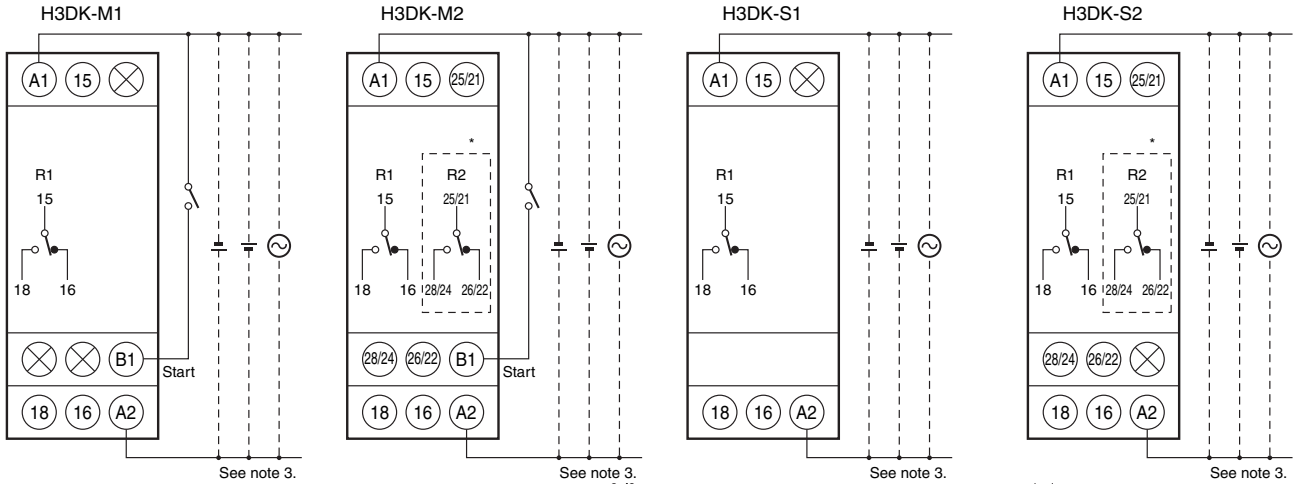 H3DK-M1
A1 15
R1
15
18 16
B1
Start
18 16 A2
See note 3.
H3DK-M2
A1 15 25/21
*
R1 R2
15 25/21
18 16 28/24 26/22
28/24 26/22 B1
Start
18 16 A2
See note 3.
H3DK-S1
A1 15
R1
15
18 16
18 16 A2
See note 3.
H3DK-S2
A1 15 25/21
*
R1 R2
15 25/21
18 16 28/24 26/22
28/24 26/22
18 16 A2
See note 3.